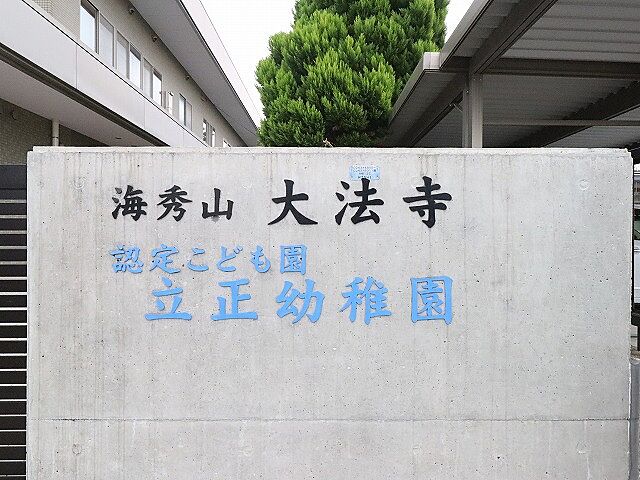 海秀山 大法寺
認定こども園
立正幼稚園